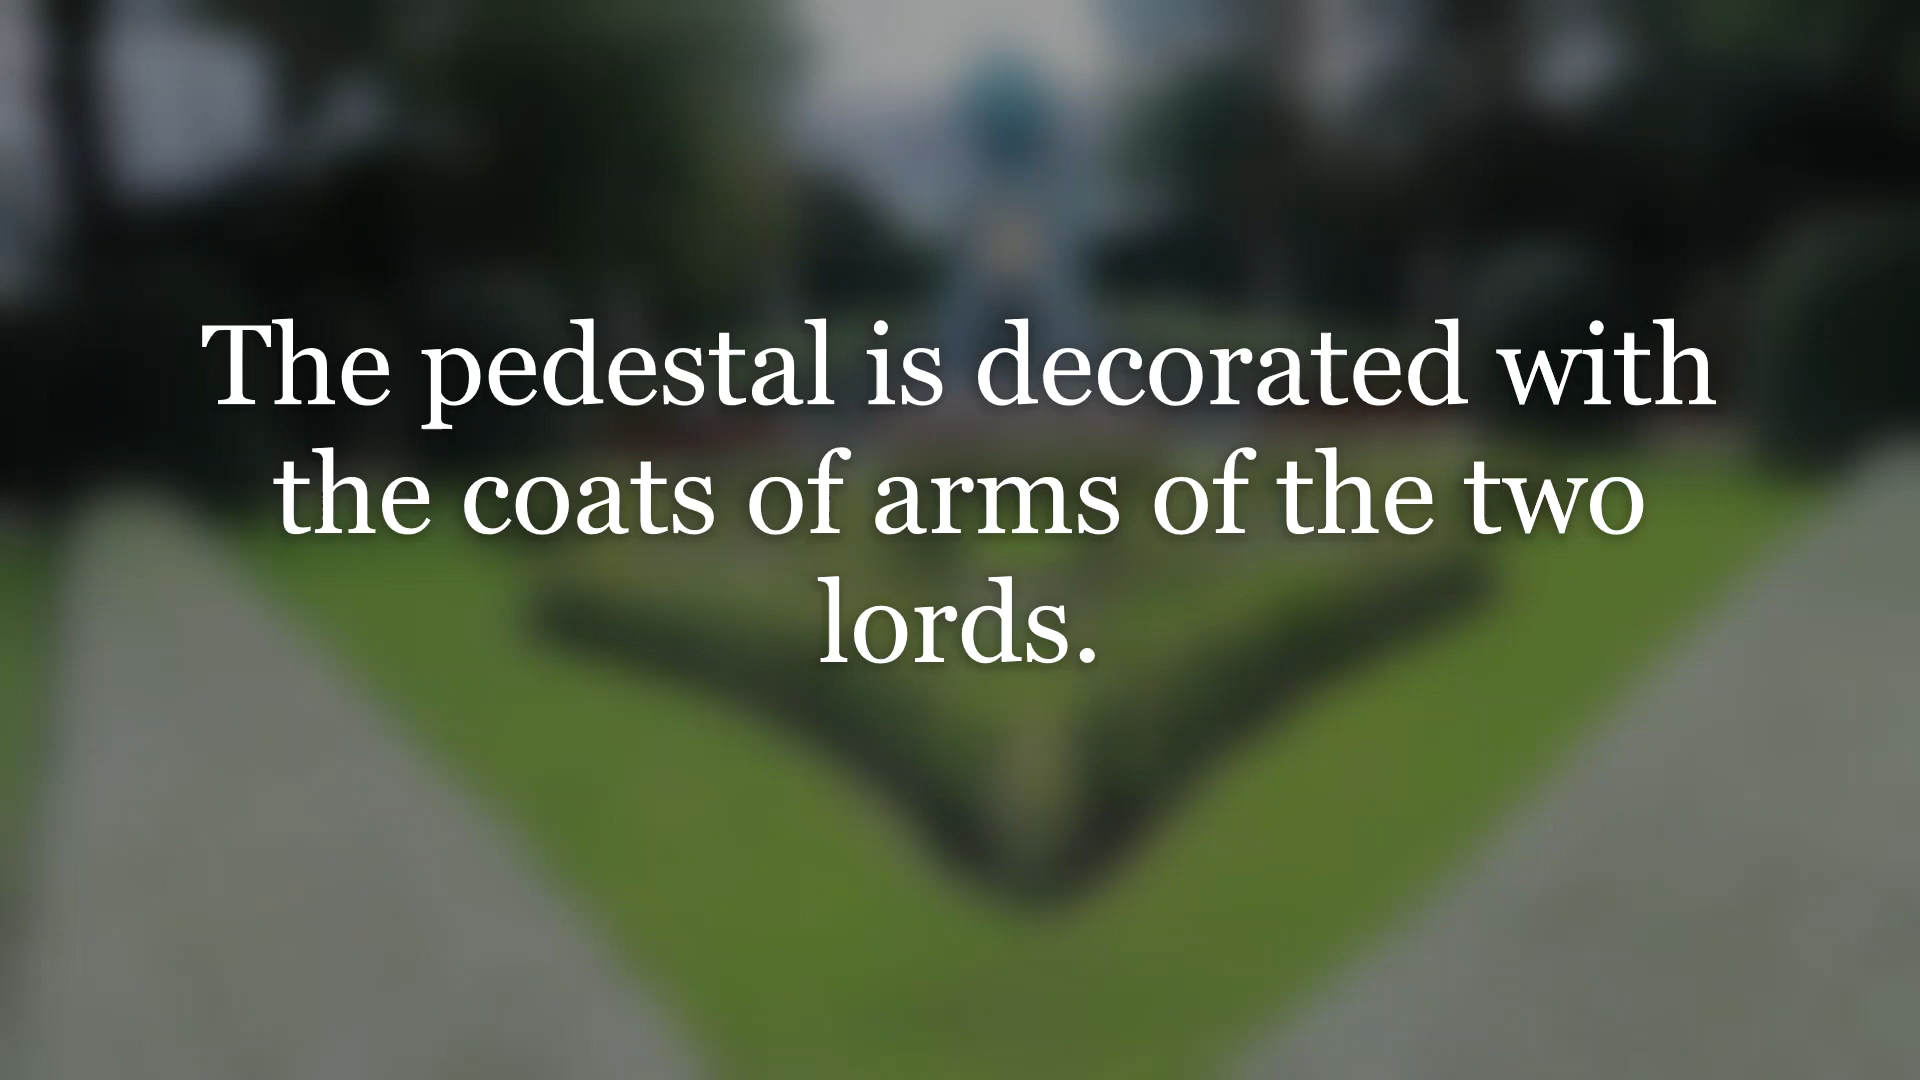 The pedestal is decorated with
the coats of arms of the two
lords.